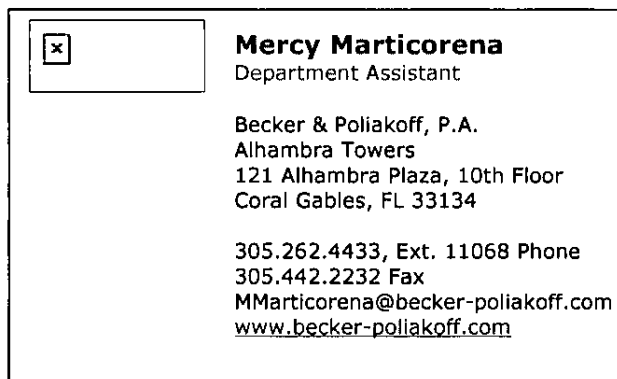 Mercy Marticorena
Department Assistant
Becker & Poliakoff, P.A.
Alhambra Towers
121 Alhambra Plaza, 10th Floor
Coral Gables, FL 33134
305.262.4433, Ext. 11068 Phone
305.442.2232 Fax
MMarticorena@becker-poliakoff.com
www.becker-poliakoff.com